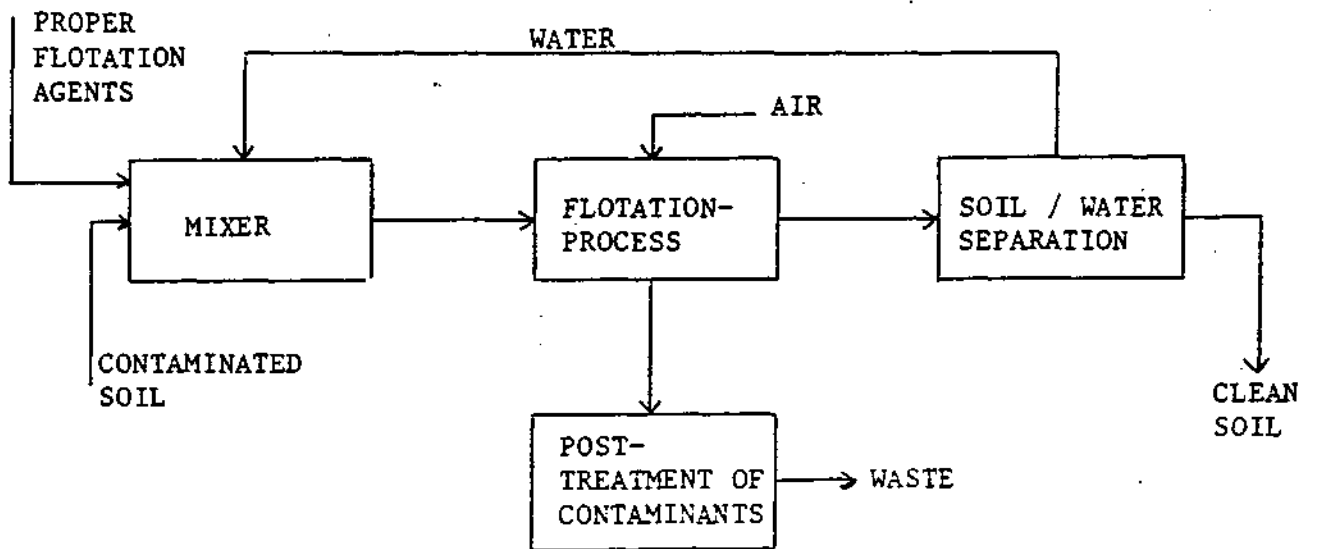 PROPER
FLOTATION
AGENTS
WATER
AIR
MIXER
FLOTATION-
PROCESS
SOIL / WATER
SEPARATION
CONTAMINATED
SOIL
CLEAN
SOIL
POST-
TREATMENT OF
CONTAMINANTS
WASTE